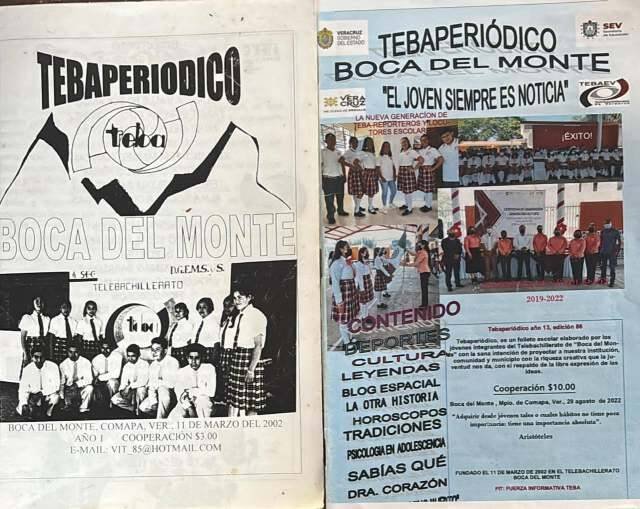 TEBAPERIODICO
teba
BOCA DEL MONTE
D.G.E.M.S. y S.
TELEBACHILLERATO
teba
BOCA DEL MONTE, COMAPA, VER., 11 DE MARZO DEL 2002
AÑO 1 COOPERACIÓN $3.00
E-MAIL: VIT_85@HOTMAIL.COM
VERACRUZ
GOBIERNO
DEL ESTADO
SEV
TEBAPERIÓDICO
BOCA DEL MONTE
"EL JOVEN SIEMPRE ES NOTICIA"
VERA
CRUZ
TEBAEV
LA NUEVA GENERACIÓN DE
TEBA-REPORTEROS Y LOCU-
TORES ESCOLAR
¡ÉXITO!
2019-2022
CONTENIDO
DEPORTES
CULTURA
LEYENDAS
BLOG ESPACIAL
LA OTRA HISTORIA
HOROSCOPOS
TRADICIONES
PSICOLOGIA EN ADOLESCENCIA
SABÍAS QUÉ
DRA. CORAZÓN
Tebaperiódico año 13, edición 86
Tebaperiódico, es un folleto escolar elaborado por los
jóvenes integrantes del Telebachillerato de "Boca del Mon-
te" con la sana intención de proyectar a nuestra institución,
comunidad y municipio con la riqueza creativa que la ju-
ventud nos da, con el respaldo de la libre expresión de las
ideas.
Cooperación $10.00
Boca del Monte , Mpio. de Comapa, Ver., 29 agosto de 2022
"Adquirir desde jóvenes tales o cuales hábitos no tiene poca
importancia: tiene una importancia absoluta".
Aristóteles
FUNDADO EL 11 DE MARZO DE 2002 EN EL TELEBACHILLERATO
BOCA DEL MONTE
FIT: FUERZA INFORMATIVA TEBA